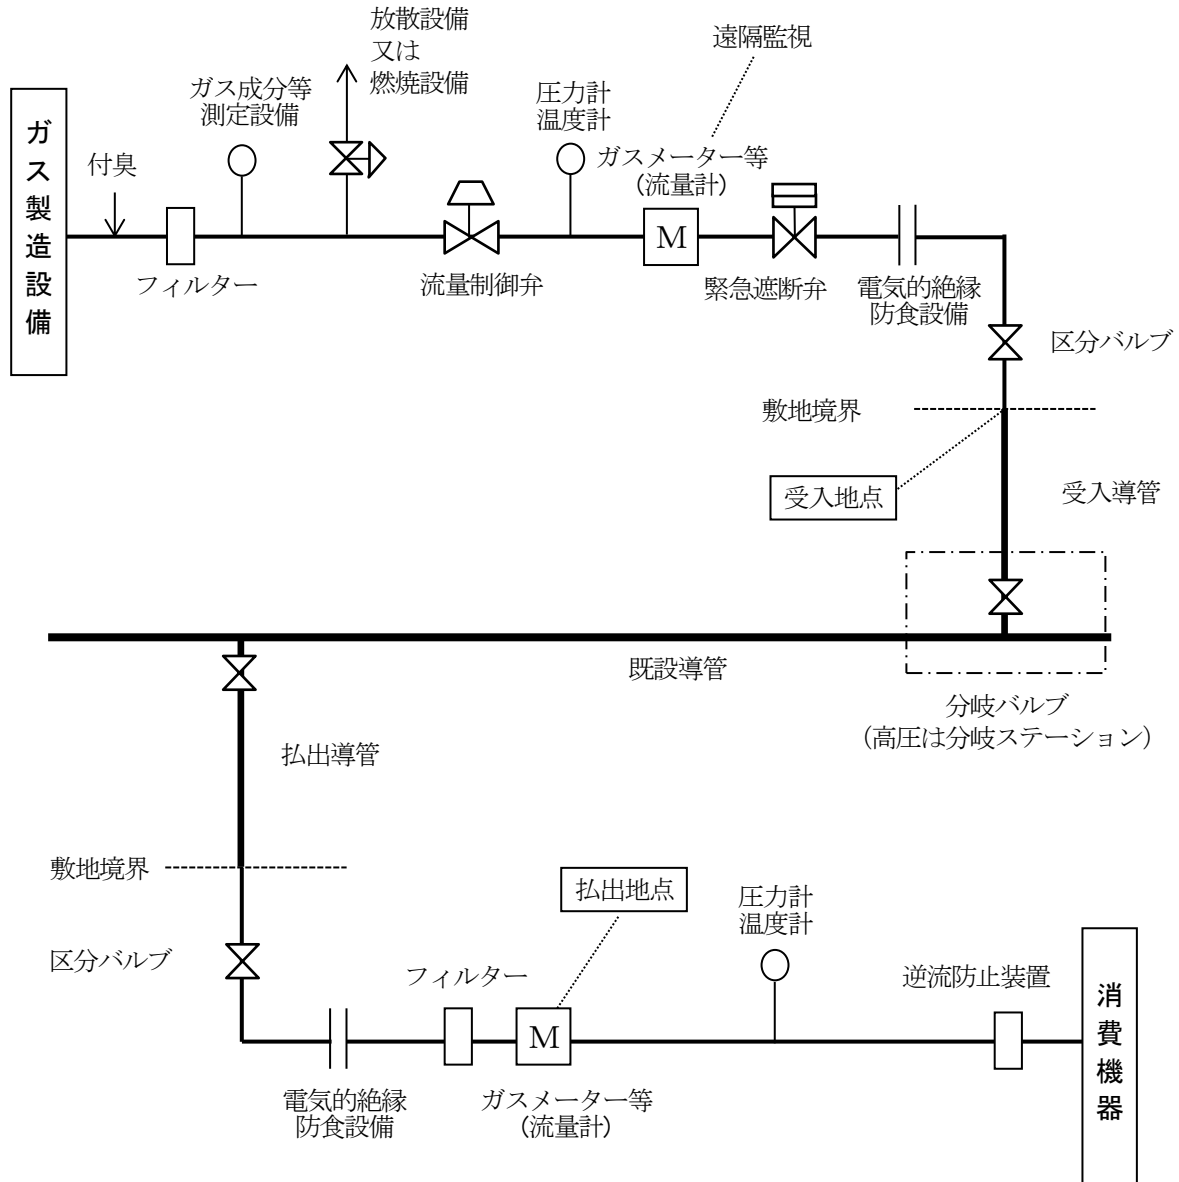 放散設備
又は
燃焼設備
遠隔監視
ガス成分等
測定設備
圧力計
温度計
ガスメーター等
(流量計)
ガス製造設備
付臭
M
フィルター
流量制御弁
緊急遮断弁
電気的絶縁
防食設備
区分バルブ
敷地境界
受入地点
受入導管
既設導管
分岐バルブ
(高圧は分岐ステーション)
払出導管
敷地境界
払出地点
圧力計
温度計
区分バルブ
フィルター
逆流防止装置
M
消費機器
電気的絶縁
防食設備
ガスメーター等
(流量計)